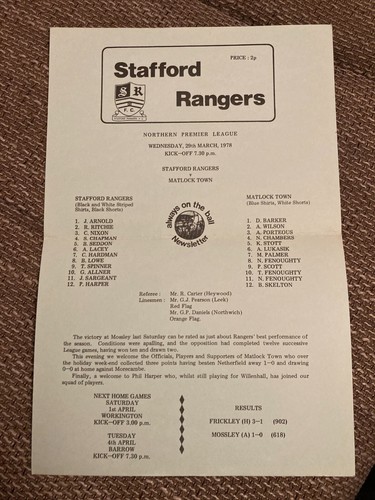 PRICE : 2p
Stafford
Rangers
S R
F. C.
NORTHERN PREMIER LEAGUE
WEDNESDAY, 29th MARCH, 1978
KICK-OFF 7.30 p.m.
STAFFORD RANGERS
v
MATLOCK TOWN
STAFFORD RANGERS
(Black and White Striped
Shirts, Black Shorts)
1. J. ARNOLD
2. R. RITCHIE
3. C. NIXON
4. B. CHAPMAN
5. B. SEDDON
6. A. LACEY
7. C. HARDMAN
8. B. LOWE
9. T. SPINNER
10. G. ALLNER
11. J. SARGEANT
12. P. HARPER
always on the ball
Newsletter
MATLOCK TOWN
(Blue Shirts, White Shorts)
1. D. BARKER
2. A. WILSON
3. A. PORTEOUS
4. N. CHAMBERS
5. K. STOTT
6. A. LUKASIK
7. M. PALMER
8. N. FENOUGHTY
9. P. SCOTT
10. T. FENOUGHTY
11. N. FENOUGHTY
12. B. SKELTON
Referee : Mr. R. Carter (Heywood)
Linesmen : Mr. G.J. Pearson (Leek)
Red Flag
Mr. G.F. Daniels (Northwich)
Orange Flag.
The victory at Mossley last Saturday can be rated as just about Rangers' best performance of
the season. Conditions were apalling, and the opposition had completed twelve successive
League games, having won ten and drawn two.
This evening we welcome the Officials, Players and Supporters of Matlock Town who over
the holiday week-end collected three points having beaten Netherfield away 1—0 and drawing
0—0 at home against Morecambe.
Finally, a welcome to Phil Harper who, whilst still playing for Willenhall, has joined our
squad of players.
NEXT HOME GAMES
SATURDAY
1st APRIL
WORKINGTON
KICK-OFF 3.00 p.m.
TUESDAY
4th APRIL
BARROW
KICK-OFF 7.30 p.m.
RESULTS
FRICKLEY (H) 3-1 (902)
MOSSLEY (A) 1-0 (618)